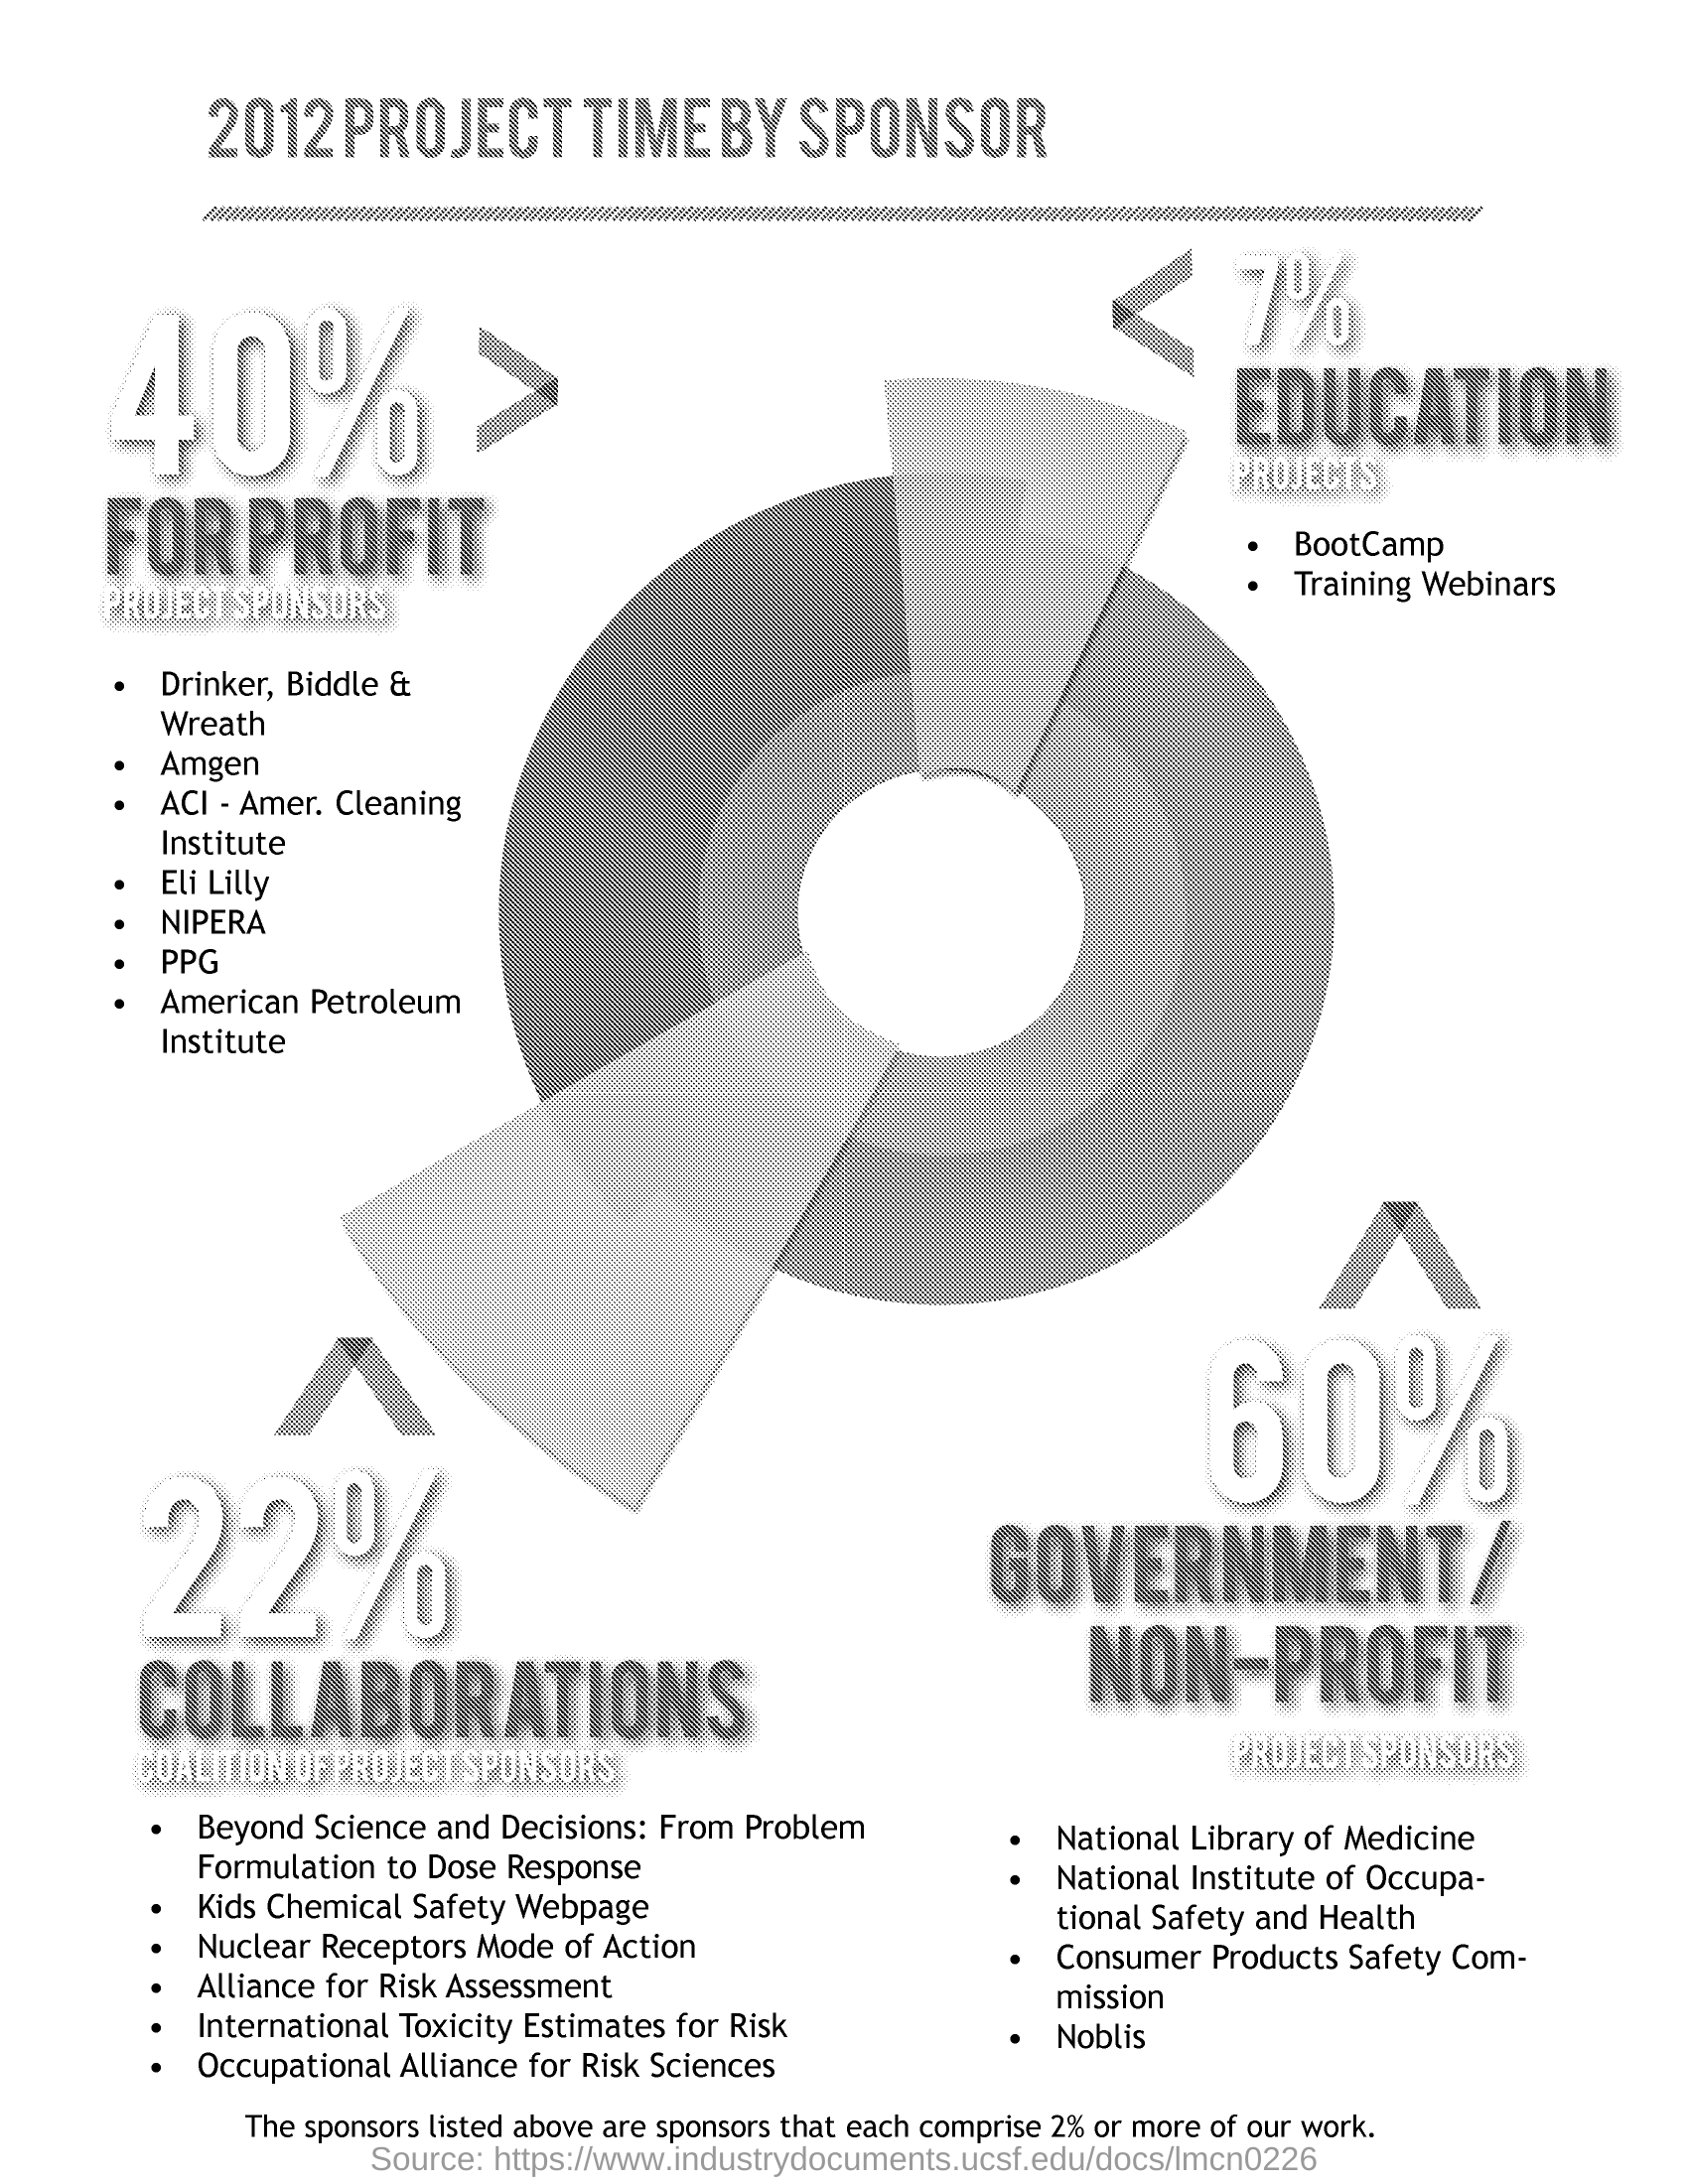 2012 PROJECT TIME BY SPONSOR
40%
FOR PROFIT
PROJECT SPONSORS
• Drinker, Biddle &
Wreath
• Amgen
• ACI - Amer. Cleaning
Institute
• Eli Lilly
• NIPERA
• PPG
• American Petroleum
Institute
7%
EDUCATION
PROJECTS
• BootCamp
• Training Webinars
22%
COLLABORATIONS
COALITION OF PROJECT SPONSORS
• Beyond Science and Decisions: From Problem
Formulation to Dose Response
• Kids Chemical Safety Webpage
• Nuclear Receptors Mode of Action
• Alliance for Risk Assessment
• International Toxicity Estimates for Risk
• Occupational Alliance for Risk Sciences
60%
GOVERNMENT /
NON-PROFIT
PROJECT SPONSORS
• National Library of Medicine
• National Institute of Occupa-
tional Safety and Health
• Consumer Products Safety Com-
mission
• Noblis
The sponsors listed above are sponsors that each comprise 2% or more of our work.
Source: https://www.industrydocuments.ucsf.edu/docs/lmcn0226